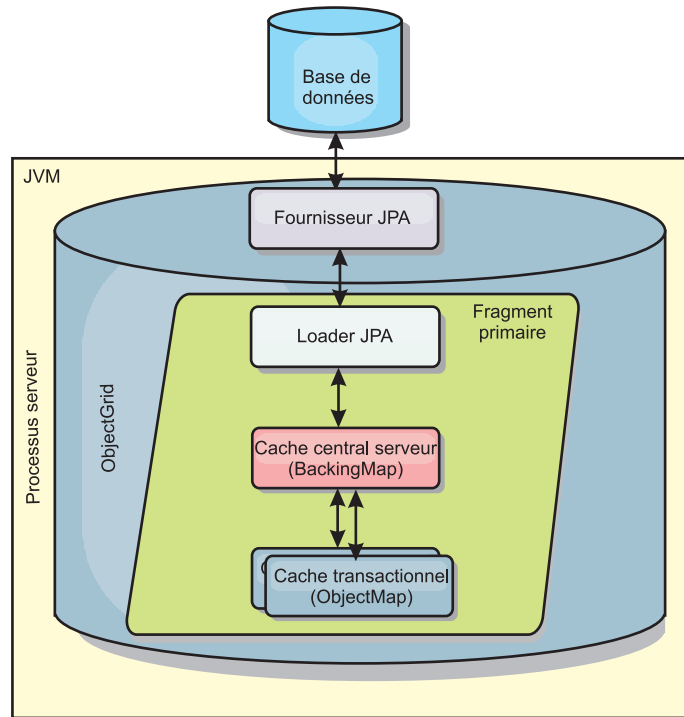 Base de
données
JVM
Fournisseur JPA
Fragment
primaire
Loader JPA
ObjectGrid
Processus serveur
Cache central serveur
(BackingMap)
C
Cache transactionnel
(ObjectMap)